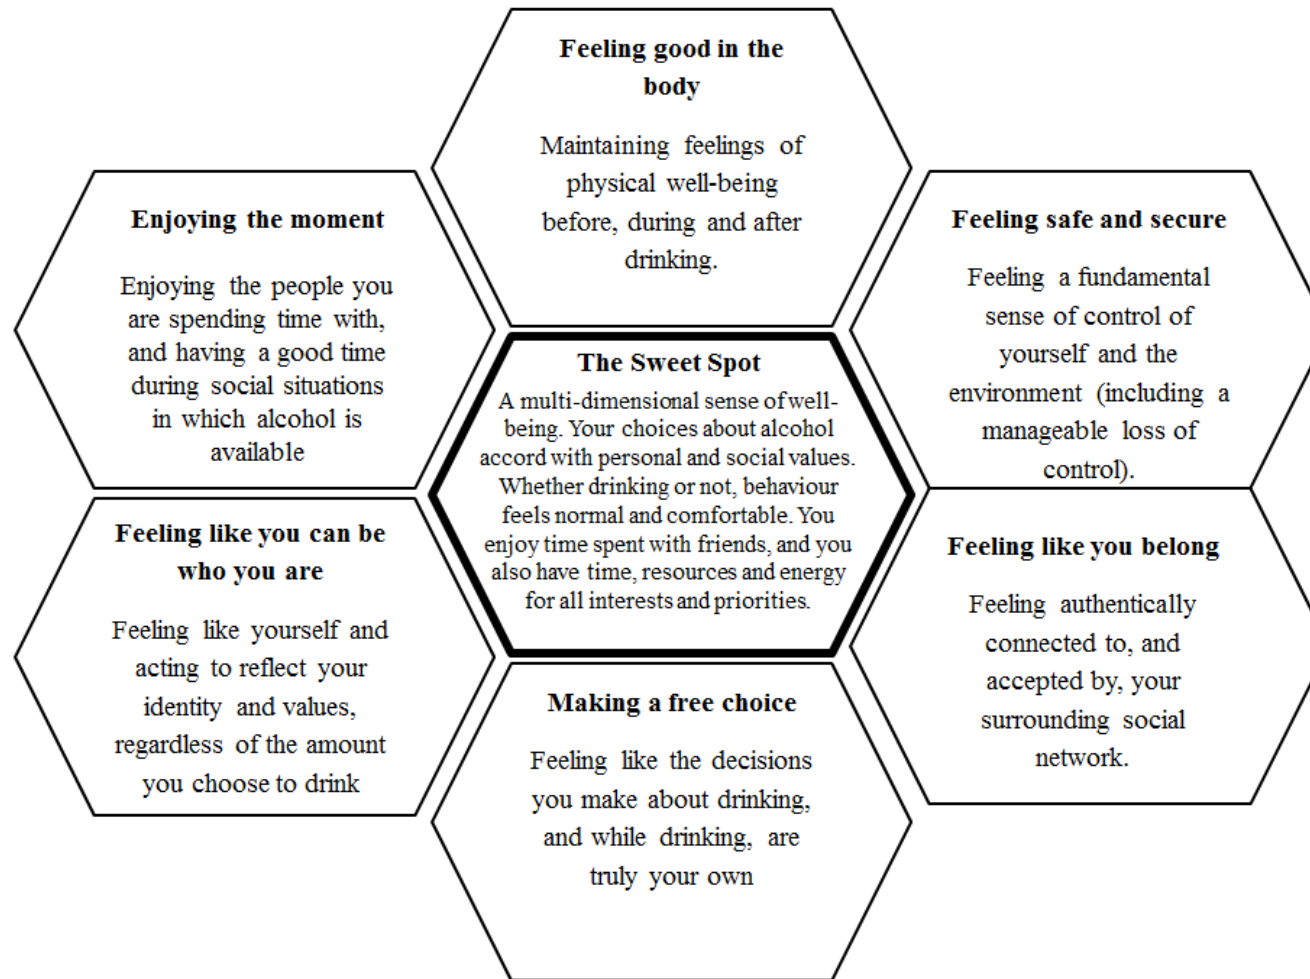 Feeling good in the
body
Maintaining feelings of
physical well-being
before, during and after
drinking.
Enjoying the moment
Enjoying the people you
are spending time with,
and having a good time
during social situations
in which alcohol is
available
Feeling safe and secure
Feeling a fundamental
sense of control of
yourself and the
environment (including a
manageable loss of
control).
The Sweet Spot
A multi-dimensional sense of well-
being. Your choices about alcohol
accord with personal and social values.
Whether drinking or not, behaviour
feels normal and comfortable. You
enjoy time spent with friends, and you
also have time, resources and energy
for all interests and priorities.
Feeling like you can be
who you are
Feeling like yourself and
acting to reflect your
identity and values,
regardless of the amount
you choose to drink
Feeling like you belong
Feeling authentically
connected to, and
accepted by, your
surrounding social
network.
Making a free choice
Feeling like the decisions
you make about drinking,
and while drinking, are
truly your own